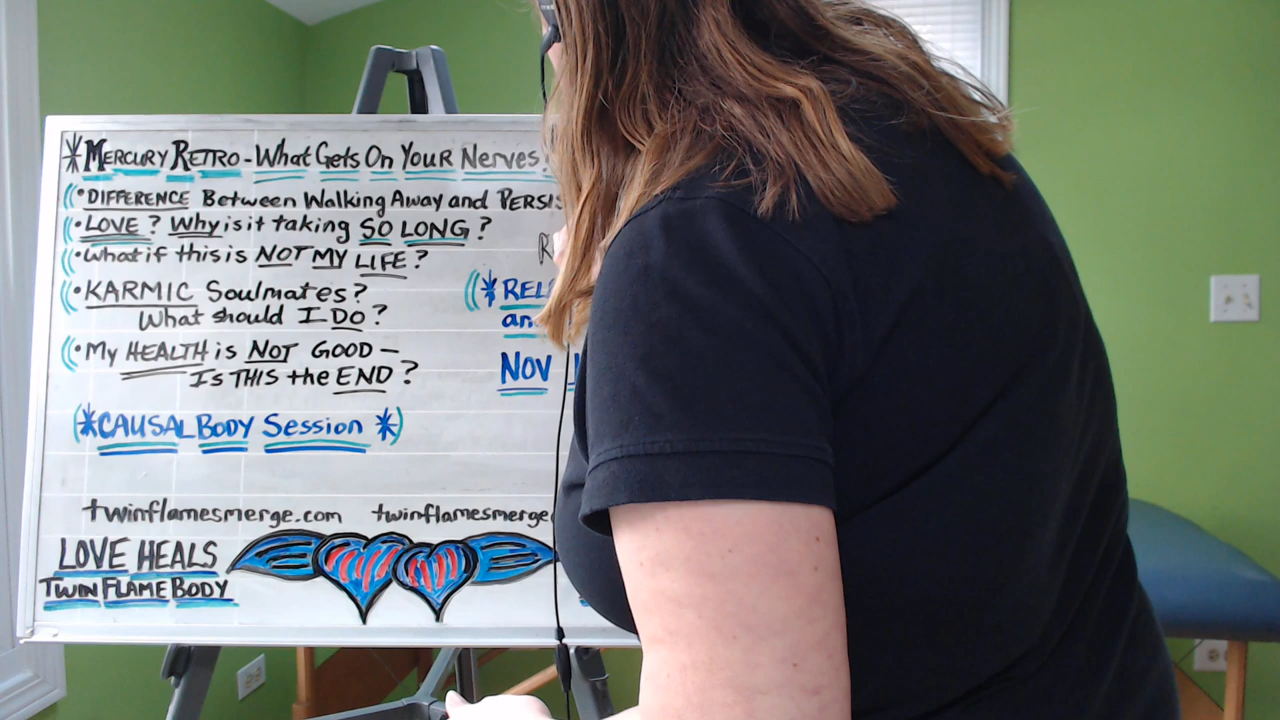 *MERCURY RETRO - What Gets On Your Nerves?
•DIFFERENCE Between Walking Away and
•LOVE? Why is it taking SO LONG?
•What if this is NOT MY LIFE?
•KARMIC Soulmates?
What should I DO?
•My HEALTH is NOT GOOD –
Is THIS the END?
(*CAUSAL BODY Session *)
NOV
twinflamesmerge.com twinflamesmerge
LOVE HEALS
TWIN FLAME BODY